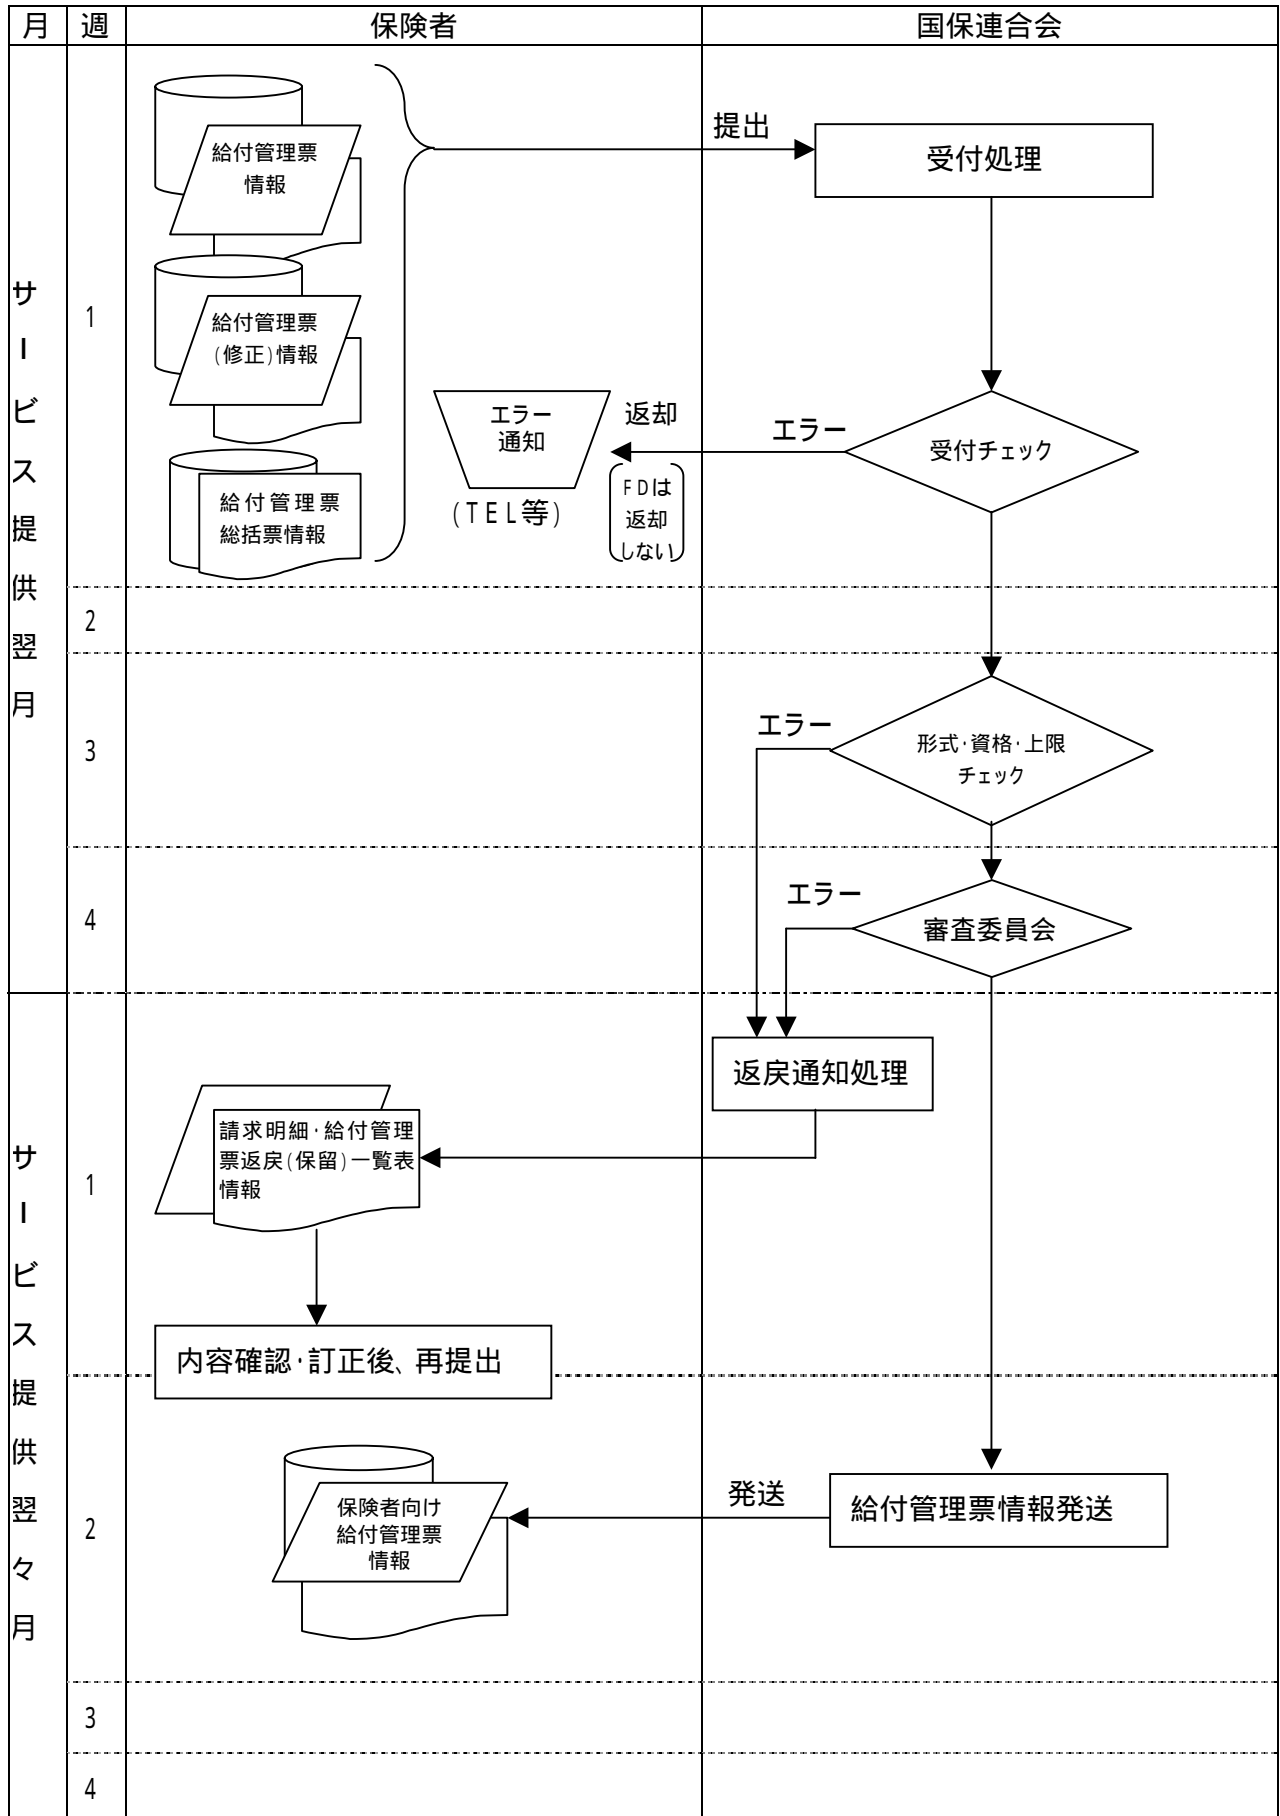 月 週 保険者 国保連合会
サービス提供翌月
1
給付管理票
情報
提出
受付処理
給付管理票
(修正)情報
エラー
通知
(TEL等)
返却
FDは
返却
しない
エラー
受付チェック
給付管理票
総括票情報
2
3
エラー
形式・資格・上限
チェック
4
エラー
審査委員会
サービス提供翌々月
1
返戻通知処理
請求明細・給付管理
票返戻(保留)一覧表
情報
内容確認・訂正後、再提出
2
保険者向け
給付管理票
情報
発送
給付管理票情報発送
3
4